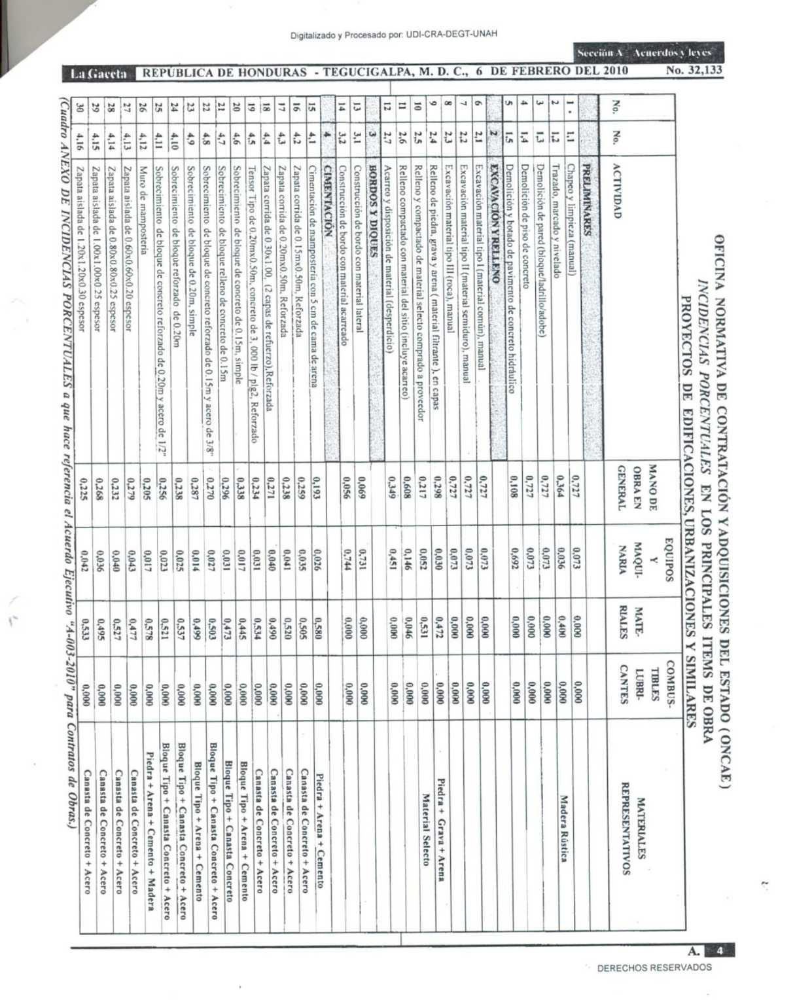 Digitalizado y Procesado por: UDI-CRA-DEGT-UNAH
Sección A Acuerdos y leyes
La Gaceta REPÚBLICA DE HONDURAS - TEGUCIGALPA, M. D. C., 6 DE FEBRERO DEL 2010 No. 32,133
OFICINA NORMATIVA DE CONTRATACIÓN Y ADQUISICIONES DEL ESTADO ( ONCAE )
INCIDENCIAS PORCENTUALES EN LOS PRINCIPALES ITEMS DE OBRA
PROYECTOS DE EDIFICACIONES, URBANIZACIONES Y SIMILARES
No. No. ACTIVIDAD MANO DE OBRA EN GENERAL EQUIPOS Y MAQUI-NARIA MATE-RIALES COMBUS-TIBLES LUBRI-CANTES MATERIALES REPRESENTATIVOS
PRELIMINARES
1 1,1 Chapeo y limpieza (manual) 0,727 0,073 0,000 0,000
2 1,2 Trazado, marcado y nivelado 0,364 0,036 0,400 0,000 Madera Rústica
3 1,3 Demolición de pared (bloque/ladrillo/adobe) 0,727 0,073 0,000 0,000
4 1,4 Demolición de piso de concreto 0,727 0,073 0,000 0,000
5 1,5 Demolición y botado de pavimento de concreto hidráulico 0,108 0,692 0,000 0,000
2 EXCAVACIÓN Y RELLENO
6 2,1 Excavación material tipo I (material común), manual 0,727 0,073 0,000 0,000
7 2,2 Excavación material tipo II (material semiduro), manual 0,727 0,073 0,000 0,000
8 2,3 Excavación material tipo III (roca), manual 0,727 0,073 0,000 0,000
9 2,4 Relleno de piedra, grava y arena ( material filtrante ), en capas 0,298 0,030 0,472 0,000 Piedra + Grava + Arena
10 2,5 Relleno y compactado de material selecto comprado a proveedor 0,217 0,052 0,531 0,000 Material Selecto
11 2,6 Relleno compactado con material del sitio (incluye acarreo) 0,608 0,146 0,046 0,000
12 2,7 Acarreo y disposición de material (desperdicio) 0,349 0,451 0,000 0,000
3 BORDOS Y DIQUES
13 3,1 Construcción de bordo con material lateral 0,069 0,731 0,000 0,000
14 3,2 Construcción de bordo con material acarreado 0,056 0,744 0,000 0,000
4 CIMENTACIÓN
15 4,1 Cimentación de mampostería con 5 cm de cama de arena 0,193 0,026 0,580 0,000 Piedra + Arena + Cemento
16 4,2 Zapata corrida de 0.15mx0.50m, Reforzada 0,259 0,035 0,505 0,000 Canasta de Concreto + Acero
17 4,3 Zapata corrida de 0.20mx0.50m, Reforzada 0,238 0,041 0,520 0,000 Canasta de Concreto + Acero
18 4,4 Zapata corrida de 0.30x1.00, (2 capas de refuerzo),Reforzada 0,271 0,040 0,490 0,000 Canasta de Concreto + Acero
19 4,5 Tensor Tipo de 0.20mx0.50m, concreto de 3, 000 lb / plg2, Reforzado 0,234 0,031 0,534 0,000 Canasta de Concreto + Acero
20 4,6 Sobrecimiento de bloque de concreto de 0.15m, simple 0,338 0,017 0,445 0,000 Bloque Tipo + Arena + Cemento
21 4,7 Sobrecimiento de bloque relleno de concreto de 0.15m 0,296 0,031 0,473 0,000 Bloque Tipo + Canasta Concreto
22 4,8 Sobrecimiento de bloque de concreto reforzado de 0.15m y acero de 3/8" 0,270 0,027 0,503 0,000 Bloque Tipo + Canasta Concreto + Acero
23 4,9 Sobrecimiento de bloque de 0.20m, simple 0,287 0,014 0,499 0,000 Bloque Tipo + Arena + Cemento
24 4,10 Sobrecimiento de bloque reforzado de 0.20m 0,238 0,025 0,537 0,000 Bloque Tipo + Canasta Concreto + Acero
25 4,11 Sobrecimiento de bloque de concreto reforzado de 0.20m y acero de 1/2" 0,256 0,023 0,521 0,000 Bloque Tipo + Canasta Concreto + Acero
26 4,12 Muro de mampostería 0,205 0,017 0,578 0,000 Piedra + Arena + Cemento + Madera
27 4,13 Zapata aislada de 0.60x0.60x0.20 espesor 0,279 0,043 0,477 0,000 Canasta de Concreto + Acero
28 4,14 Zapata aislada de 0.80x0.80x0.25 espesor 0,232 0,040 0,527 0,000 Canasta de Concreto + Acero
29 4,15 Zapata aislada de 1.00x1.00x0.25 espesor 0,268 0,036 0,495 0,000 Canasta de Concreto + Acero
30 4,16 Zapata aislada de 1.20x1.20x0.30 espesor 0,225 0,042 0,533 0,000 Canasta de Concreto + Acero
(Cuadro ANEXO DE INCIDENCIAS PORCENTUALES a que hace referencia el Acuerdo Ejecutivo "A-003-2010" para Contratos de Obras.)
A. 4
DERECHOS RESERVADOS